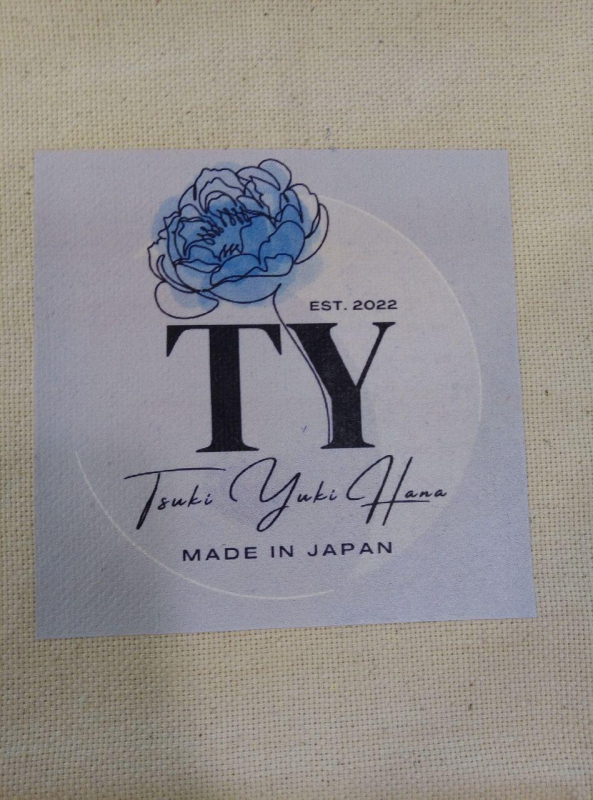 EST. 2022
TY
Tsuki Yuki Hana
MADE IN JAPAN